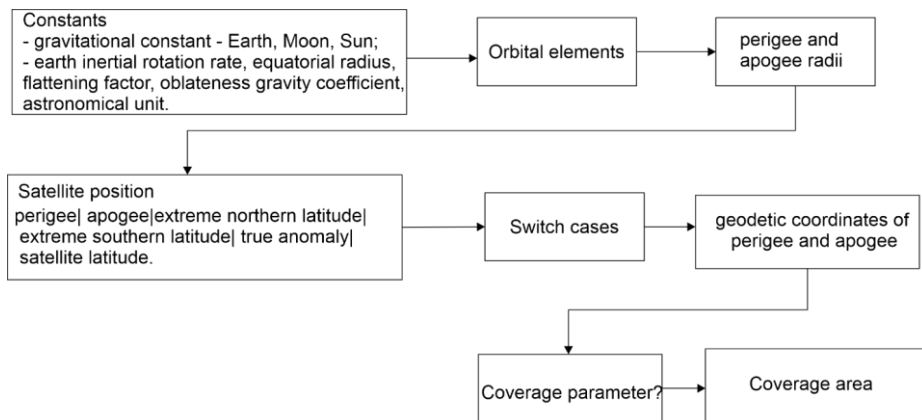 Constants
- gravitational constant - Earth, Moon, Sun;
- earth inertial rotation rate, equatorial radius,
flattening factor, oblateness gravity coefficient,
astronomical unit.
Orbital elements
perigee and
apogee radii
Satellite position
perigee| apogee|extreme northern latitude|
extreme southern latitude| true anomaly|
satellite latitude.
Switch cases
geodetic coordinates of
perigee and apogee
Coverage parameter?
Coverage area